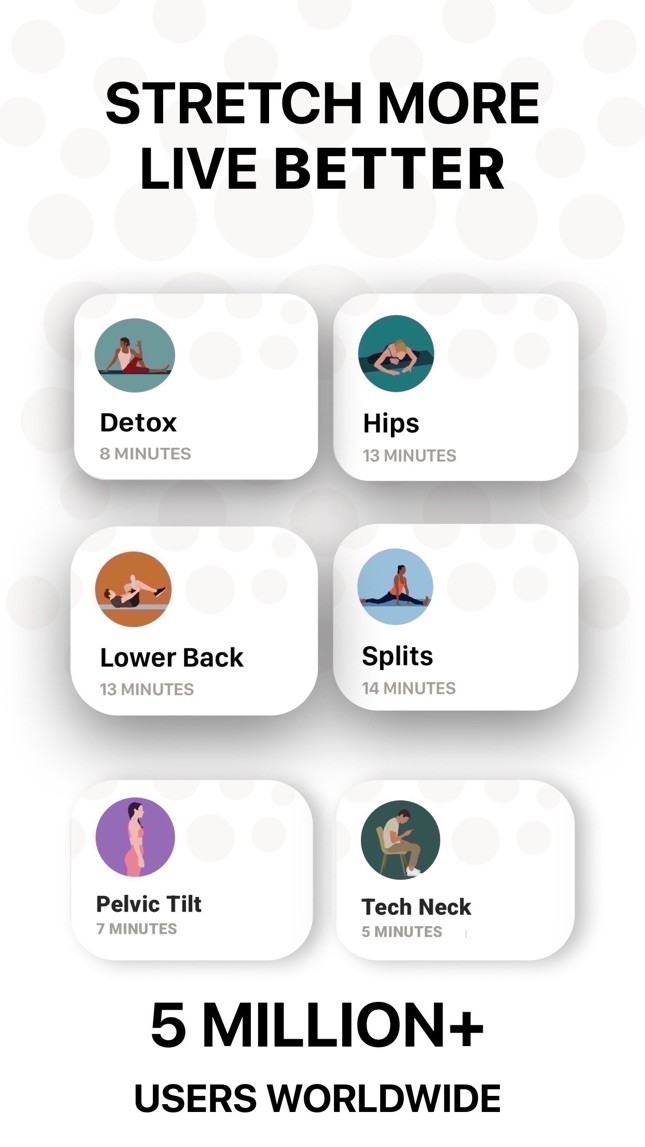 STRETCH MORE
LIVE BETTER
Detox
8 MINUTES
Hips
13 MINUTES
Lower Back
13 MINUTES
Splits
14 MINUTES
Pelvic Tilt
7 MINUTES
Tech Neck
5 MINUTES
5 MILLION+
USERS WORLDWIDE